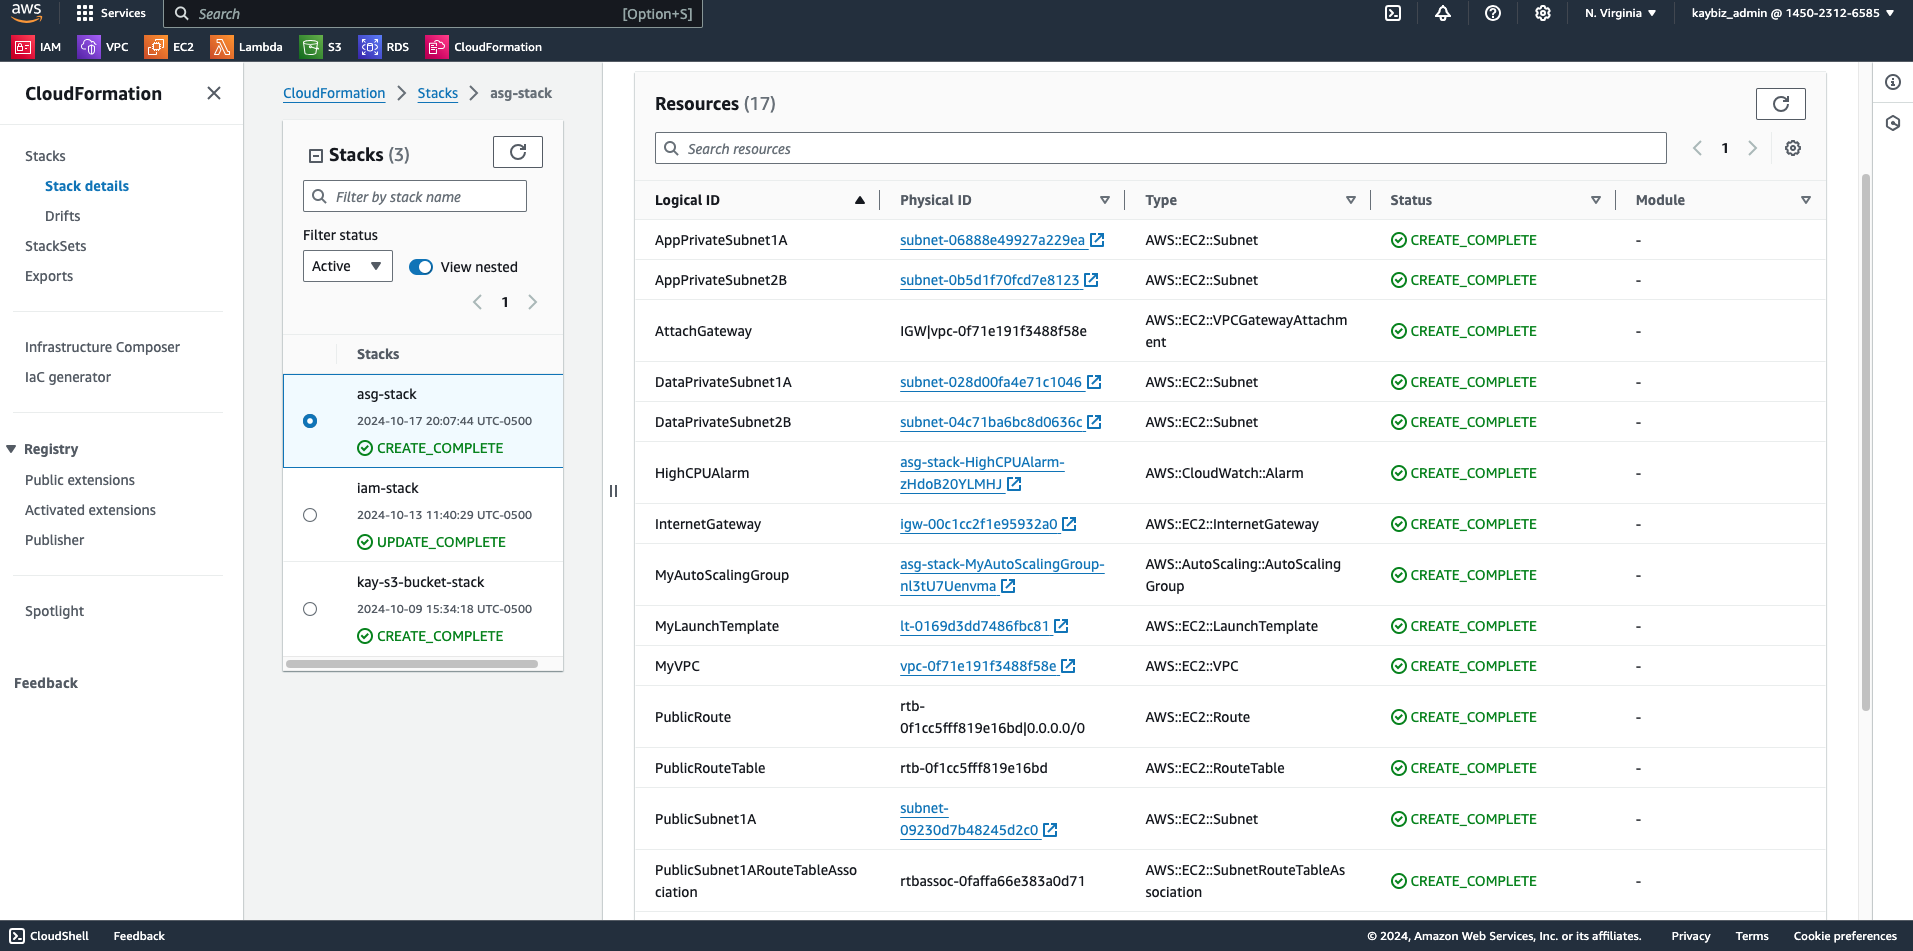 aws
Services
Search
[Option+S]
N. Virginia
kaybiz_admin @ 1450-2312-6585
IAM
VPC
EC2
Lambda
S3
RDS
CloudFormation
CloudFormation
Stacks
Stack details
Drifts
StackSets
Exports
Infrastructure Composer
IaC generator
Registry
Public extensions
Activated extensions
Publisher
Spotlight
Feedback
CloudFormation
Stacks
asg-stack
Stacks (3)
Filter by stack name
Filter status
Active
View nested
1
Stacks
asg-stack
2024-10-17 20:07:44 UTC-0500
CREATE_COMPLETE
iam-stack
2024-10-13 11:40:29 UTC-0500
UPDATE_COMPLETE
kay-s3-bucket-stack
2024-10-09 15:34:18 UTC-0500
CREATE_COMPLETE
Resources (17)
Search resources
1
Logical ID
Physical ID
Type
Status
Module
AppPrivateSubnet1A
subnet-06888e49927a229ea
AWS::EC2::Subnet
CREATE_COMPLETE
-
AppPrivateSubnet2B
subnet-0b5d1f70fcd7e8123
AWS::EC2::Subnet
CREATE_COMPLETE
-
AttachGateway
IGW|vpc-0f71e191f3488f58e
AWS::EC2::VPCGatewayAttachm
ent
CREATE_COMPLETE
-
DataPrivateSubnet1A
subnet-028d00fa4e71c1046
AWS::EC2::Subnet
CREATE_COMPLETE
-
DataPrivateSubnet2B
subnet-04c71ba6bc8d0636c
AWS::EC2::Subnet
CREATE_COMPLETE
-
HighCPUAlarm
asg-stack-HighCPUAlarm-
zHdoB20YLMHJ
AWS::CloudWatch::Alarm
CREATE_COMPLETE
-
InternetGateway
igw-00c1cc2f1e95932a0
AWS::EC2::InternetGateway
CREATE_COMPLETE
-
MyAutoScalingGroup
asg-stack-MyAutoScalingGroup-
nl3tU7Uenvma
AWS::AutoScaling::AutoScaling
Group
CREATE_COMPLETE
-
MyLaunchTemplate
lt-0169d3dd7486fbc81
AWS::EC2::LaunchTemplate
CREATE_COMPLETE
-
MyVPC
vpc-0f71e191f3488f58e
AWS::EC2::VPC
CREATE_COMPLETE
-
PublicRoute
rtb-
0f1cc5fff819e16bd|0.0.0.0/0
AWS::EC2::Route
CREATE_COMPLETE
-
PublicRouteTable
rtb-0f1cc5fff819e16bd
AWS::EC2::RouteTable
CREATE_COMPLETE
-
PublicSubnet1A
subnet-
09230d7b48245d2c0
AWS::EC2::Subnet
CREATE_COMPLETE
-
PublicSubnet1ARouteTableAsso
ciation
rtbassoc-0faffa66e383a0d71
AWS::EC2::SubnetRouteTableAs
sociation
CREATE_COMPLETE
-
CloudShell
Feedback
© 2024, Amazon Web Services, Inc. or its affiliates.
Privacy
Terms
Cookie preferences